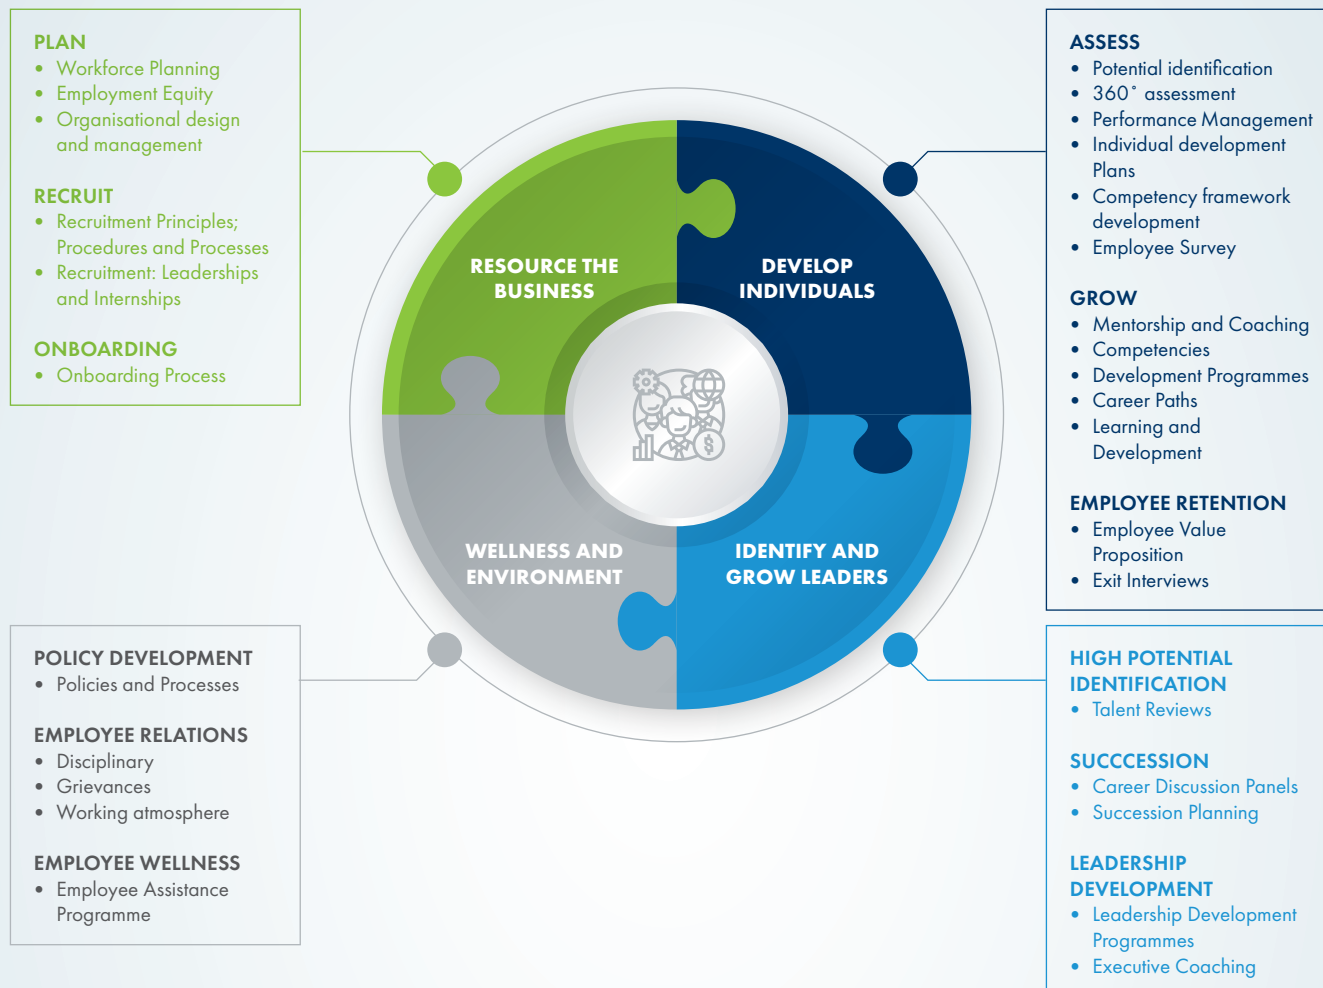 PLAN
• Workforce Planning
• Employment Equity
• Organisational design
and management
RECRUIT
• Recruitment Principles;
Procedures and Processes
• Recruitment: Leaderships
and Internships
ONBOARDING
• Onboarding Process
RESOURCE THE
BUSINESS
DEVELOP
INDIVIDUALS
ASSESS
• Potential identification
• 360˚ assessment
• Performance Management
• Individual development
Plans
• Competency framework
development
• Employee Survey
GROW
• Mentorship and Coaching
• Competencies
• Development Programmes
• Career Paths
• Learning and
Development
EMPLOYEE RETENTION
• Employee Value
Proposition
• Exit Interviews
$
WELLNESS AND
ENVIRONMENT
IDENTIFY AND
GROW LEADERS
POLICY DEVELOPMENT
• Policies and Processes
EMPLOYEE RELATIONS
• Disciplinary
• Grievances
• Working atmosphere
EMPLOYEE WELLNESS
• Employee Assistance
Programme
HIGH POTENTIAL
IDENTIFICATION
• Talent Reviews
SUCCCESSION
• Career Discussion Panels
• Succession Planning
LEADERSHIP
DEVELOPMENT
• Leadership Development
Programmes
• Executive Coaching